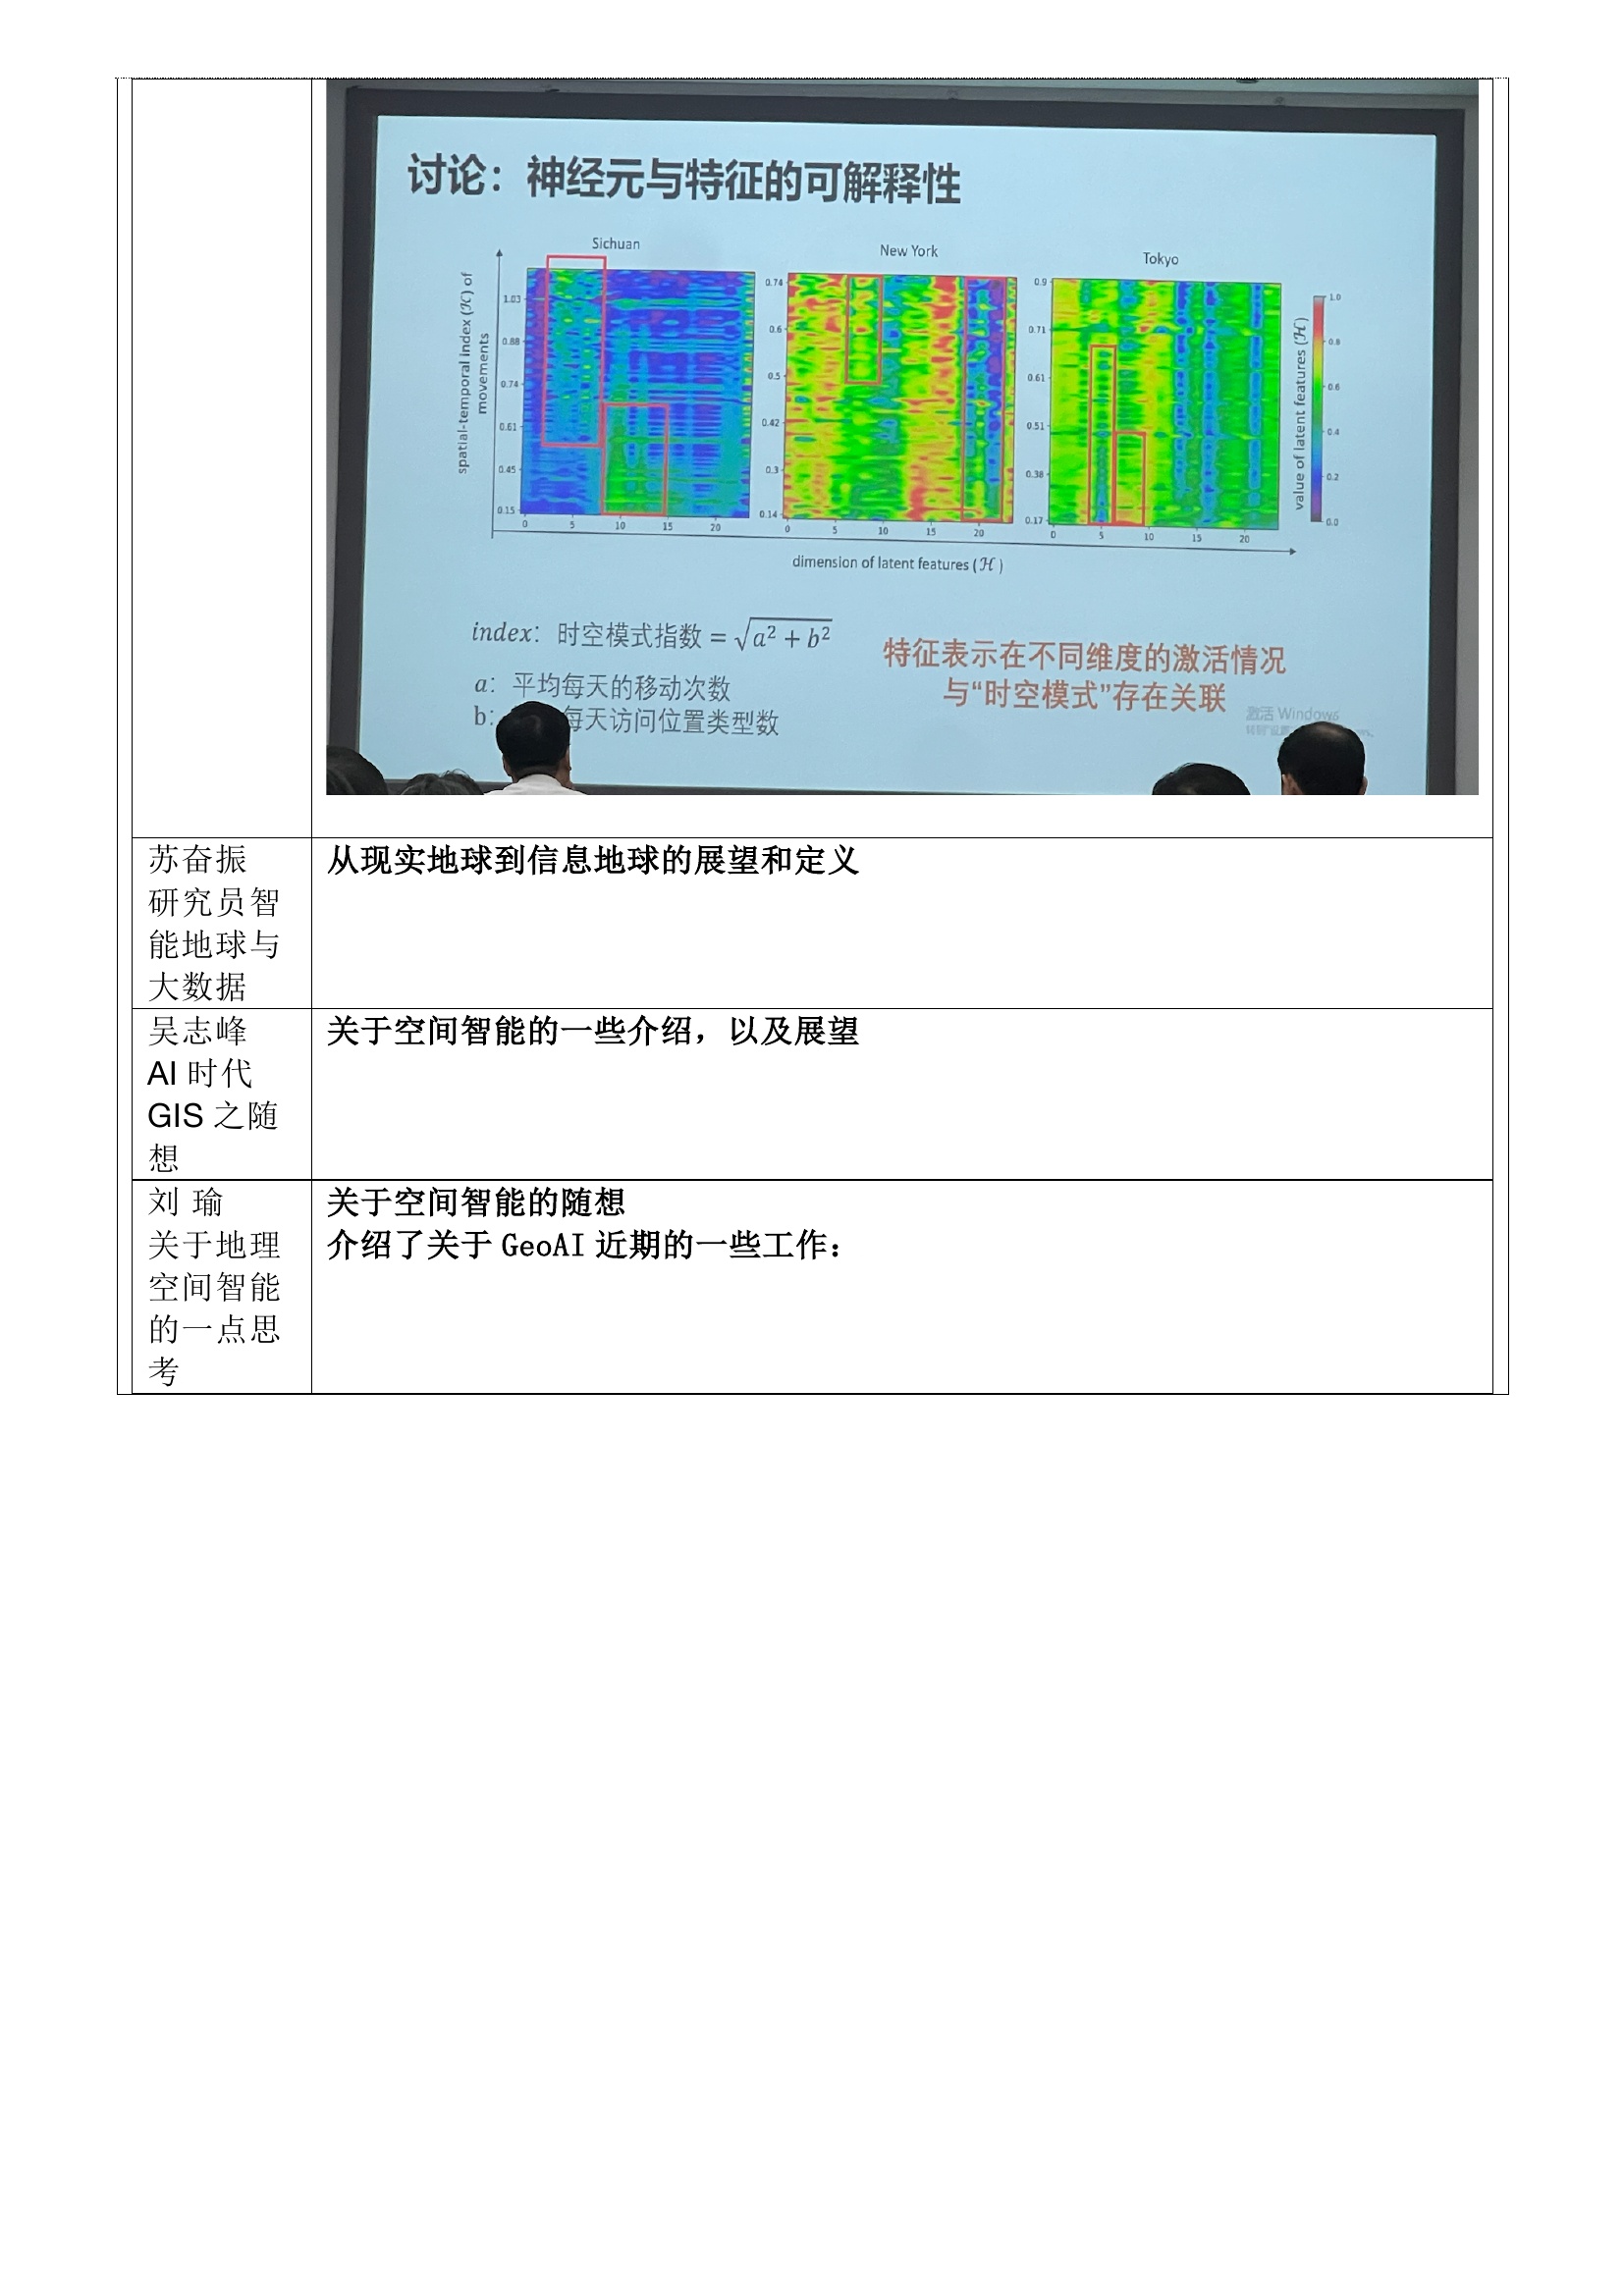 讨论：神经元与特征的可解释性
Sichuan
New York
Tokyo
spatial-temporal index (𝒦) of
movements
1.03
0.88
0.74
0.61
0.45
0.15
0 5 10 15 20
0.74
0.6
0.5
0.42
0.3
0.14
0 5 10 15 20
0.9
0.71
0.61
0.51
0.38
0.17
0 5 10 15 20
1.0
0.8
0.6
0.4
0.2
0.0
value of latent features (ℋ)
dimension of latent features (ℋ)
index：时空模式指数 = √a² + b²
a：平均每天的移动次数
b: 每天访问位置类型数
特征表示在不同维度的激活情况
与“时空模式”存在关联
激活 Windows
苏奋振
研究员智
能地球与
大数据
从现实地球到信息地球的展望和定义
吴志峰
AI 时代
GIS 之随
想
关于空间智能的一些介绍，以及展望
刘 瑜
关于地理
空间智能
的一点思
考
关于空间智能的随想
介绍了关于 GeoAI 近期的一些工作：